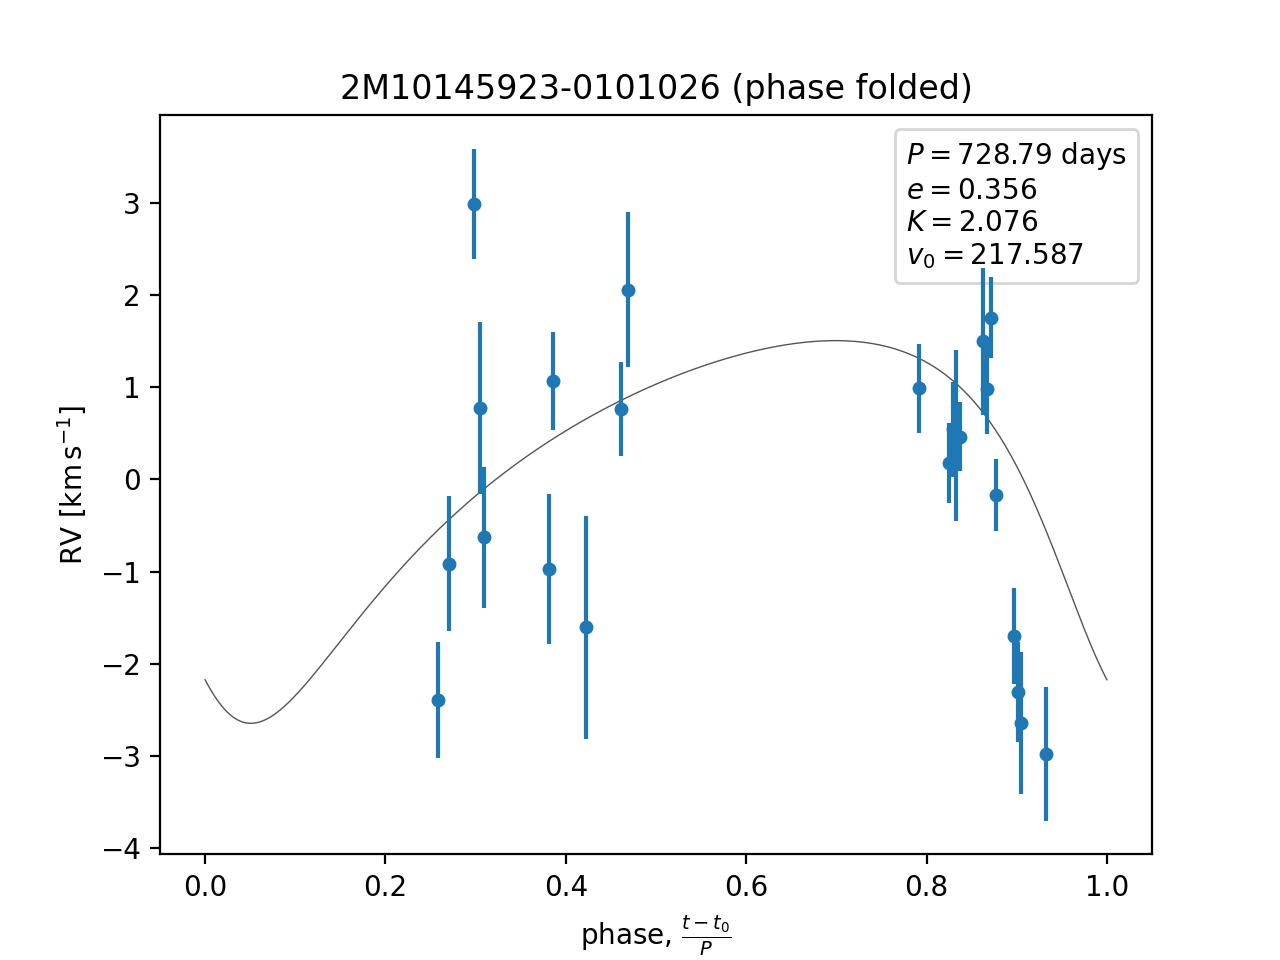 2M10145923-0101026 (phase folded)
P = 728.79 days
e = 0.356
K = 2.076
v₀ = 217.587
3
2
1
0
−1
−2
−3
−4
RV [km s⁻¹]
0.0 0.2 0.4 0.6 0.8 1.0
phase, (t − t₀)/P